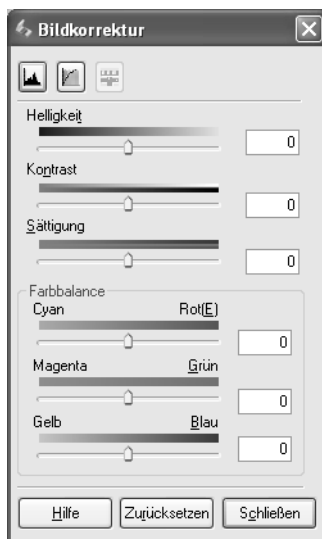 Bildkorrektur
Helligkeit
0
Kontrast
0
Sättigung
0
Farbbalance
Cyan Rot(E)
0
Magenta Grün
0
Gelb Blau
0
Hilfe Zurücksetzen Schließen